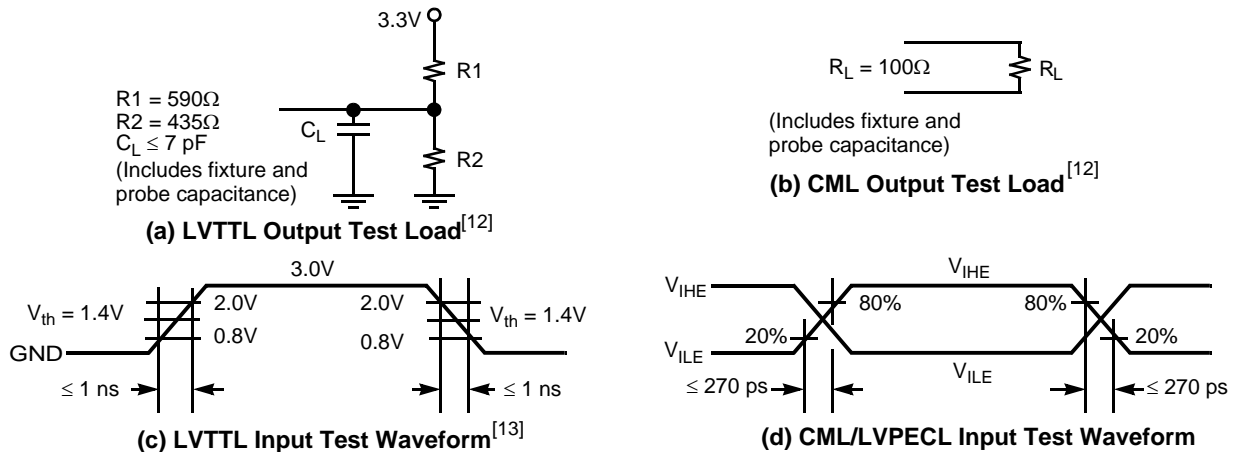 3.3V
R1
R1 = 590Ω
R2 = 435Ω
C_L ≤ 7 pF
(Includes fixture and
probe capacitance)
C_L
R2
(a) LVTTL Output Test Load[12]
R_L = 100Ω
R_L
(Includes fixture and
probe capacitance)
(b) CML Output Test Load[12]
3.0V
V_th = 1.4V
2.0V
0.8V
2.0V
0.8V
V_th = 1.4V
GND
≤ 1 ns
≤ 1 ns
(c) LVTTL Input Test Waveform[13]
V_IHE
V_IHE
80%
80%
20%
20%
V_ILE
V_ILE
≤ 270 ps
≤ 270 ps
(d) CML/LVPECL Input Test Waveform